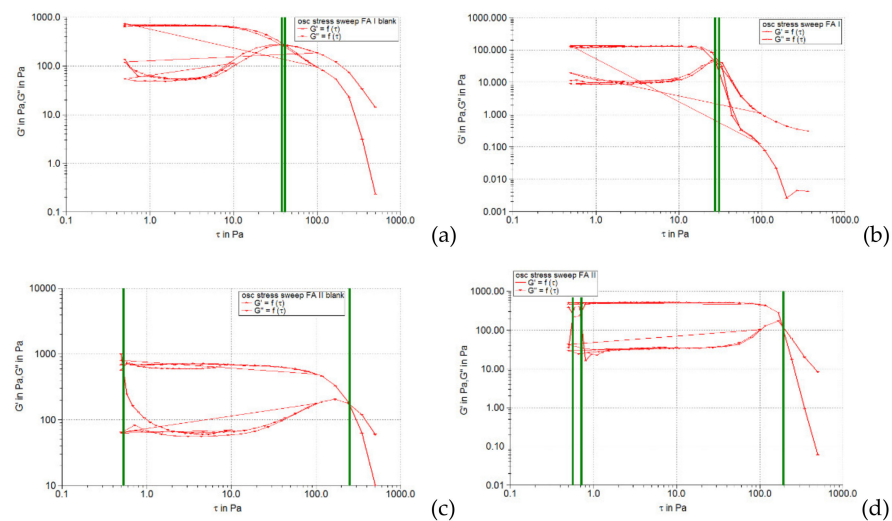 1000.0
100.0
10.0
1.0
0.1
G' in Pa,G" in Pa
osc stress sweep FA I blank
G' = f (τ)
G" = f (τ)
0.1 1.0 10.0 100.0 1000.0
τ in Pa
(a)
1000.000
100.000
10.000
1.000
0.100
0.010
0.001
G' in Pa,G" in Pa
osc stress sweep FA I
G' = f (τ)
G" = f (τ)
0.1 1.0 10.0 100.0 1000.0
τ in Pa
(b)
10000
1000
100
10
G' in Pa,G" in Pa
osc stress sweep FA II blank
G' = f (τ)
G" = f (τ)
0.1 1.0 10.0 100.0 1000.0
τ in Pa
(c)
1000.00
100.00
10.00
1.00
0.10
0.01
G' in Pa,G" in Pa
osc stress sweep FA II
G' = f (τ)
G" = f (τ)
0.1 1.0 10.0 100.0 1000.0
τ in Pa
(d)